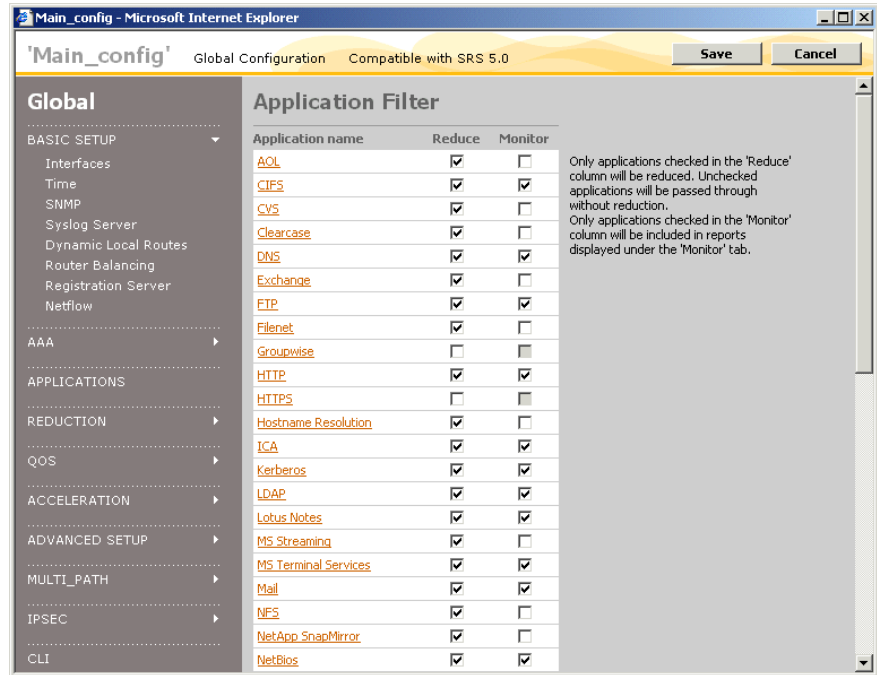 Main_config - Microsoft Internet Explorer
'Main_config' Global Configuration Compatible with SRS 5.0 Save Cancel
Global
BASIC SETUP
Interfaces
Time
SNMP
Syslog Server
Dynamic Local Routes
Router Balancing
Registration Server
Netflow
AAA
APPLICATIONS
REDUCTION
QOS
ACCELERATION
ADVANCED SETUP
MULTI_PATH
IPSEC
CLI
Application Filter
Application name Reduce Monitor
AOL
CIFS
CVS
Clearcase
DNS
Exchange
FTP
Filenet
Groupwise
HTTP
HTTPS
Hostname Resolution
ICA
Kerberos
LDAP
Lotus Notes
MS Streaming
MS Terminal Services
Mail
NFS
NetApp SnapMirror
NetBios
Only applications checked in the 'Reduce'
column will be reduced. Unchecked
applications will be passed through
without reduction.
Only applications checked in the 'Monitor'
column will be included in reports
displayed under the 'Monitor' tab.